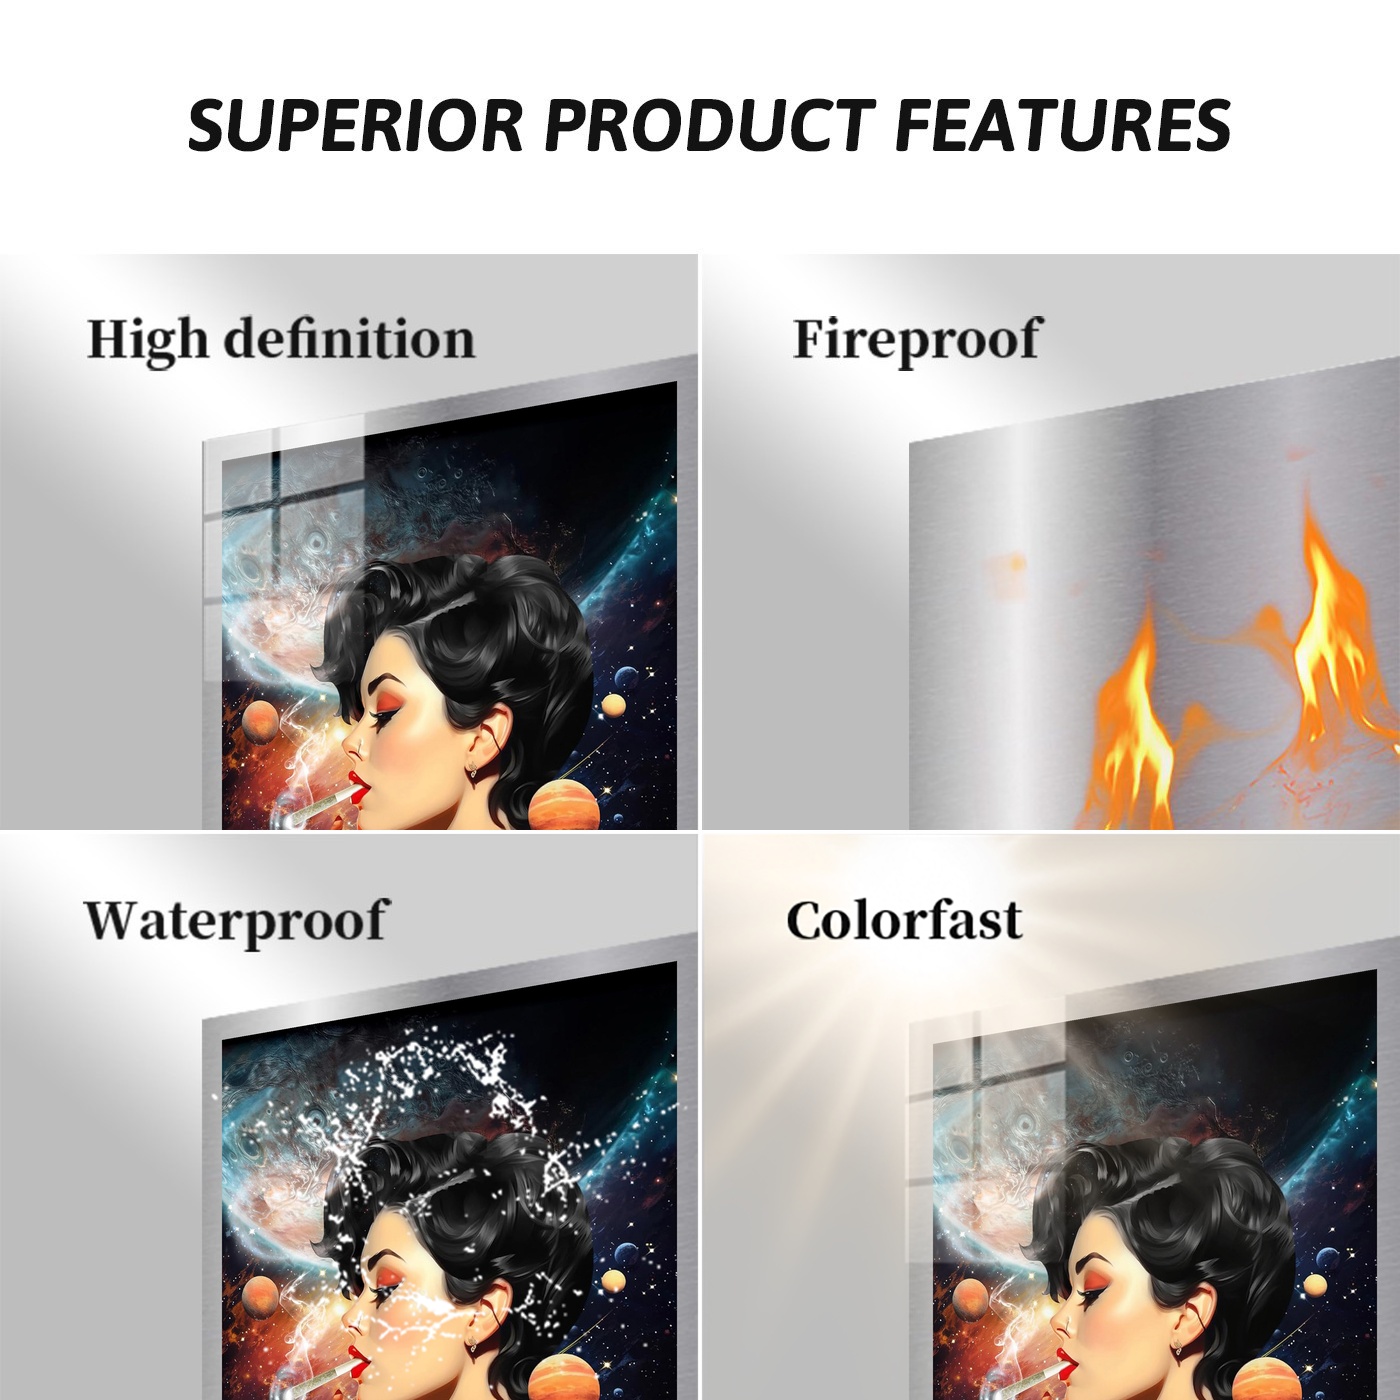 SUPERIOR PRODUCT FEATURES
High definition
Fireproof
Waterproof
Colorfast